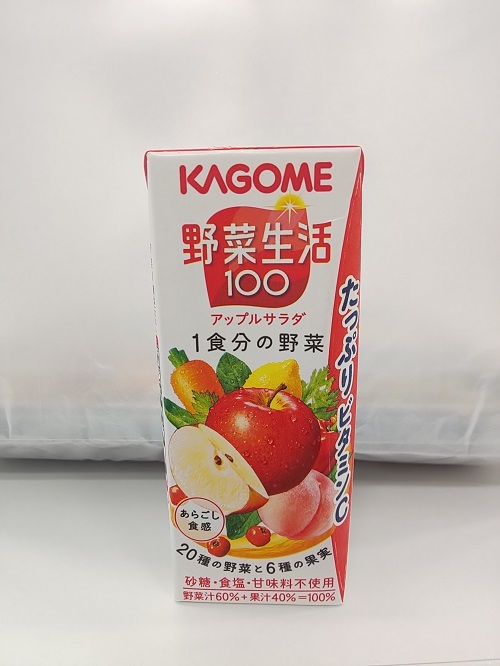 KAGOME
野菜生活
100
アップルサラダ
1食分の野菜
たっぷりビタミンC
あらごし
食感
20種の野菜と6種の果実
砂糖・食塩・甘味料不使用
野菜汁60%+果汁40%=100%